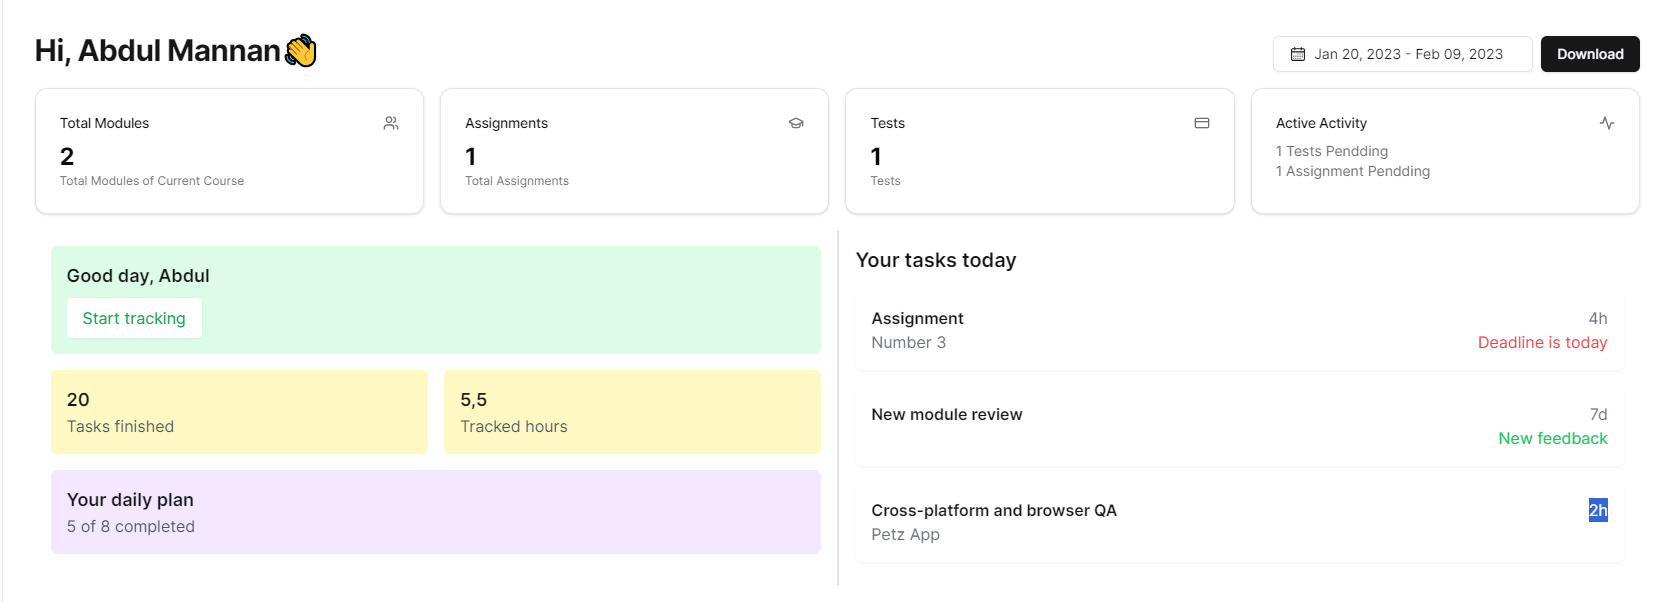 Hi, Abdul Mannan👋
Jan 20, 2023 - Feb 09, 2023
Download
Total Modules
2
Total Modules of Current Course
Assignments
1
Total Assignments
Tests
1
Tests
Active Activity
1 Tests Pendding
1 Assignment Pendding
Good day, Abdul
Start tracking
20
Tasks finished
5,5
Tracked hours
Your daily plan
5 of 8 completed
Your tasks today
Assignment
4h
Number 3
Deadline is today
New module review
7d
New feedback
Cross-platform and browser QA
2h
Petz App